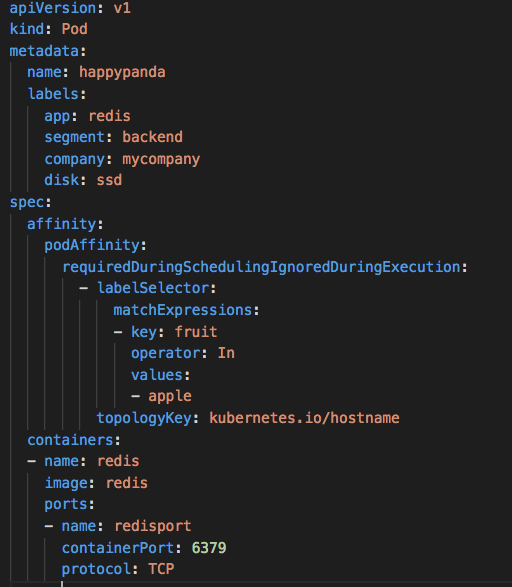 apiVersion: v1
kind: Pod
metadata:
  name: happypanda
  labels:
    app: redis
    segment: backend
    company: mycompany
    disk: ssd
spec:
  affinity:
    podAffinity:
      requiredDuringSchedulingIgnoredDuringExecution:
        - labelSelector:
            matchExpressions:
            - key: fruit
              operator: In
              values:
              - apple
          topologyKey: kubernetes.io/hostname
  containers:
  - name: redis
    image: redis
    ports:
    - name: redisport
      containerPort: 6379
      protocol: TCP